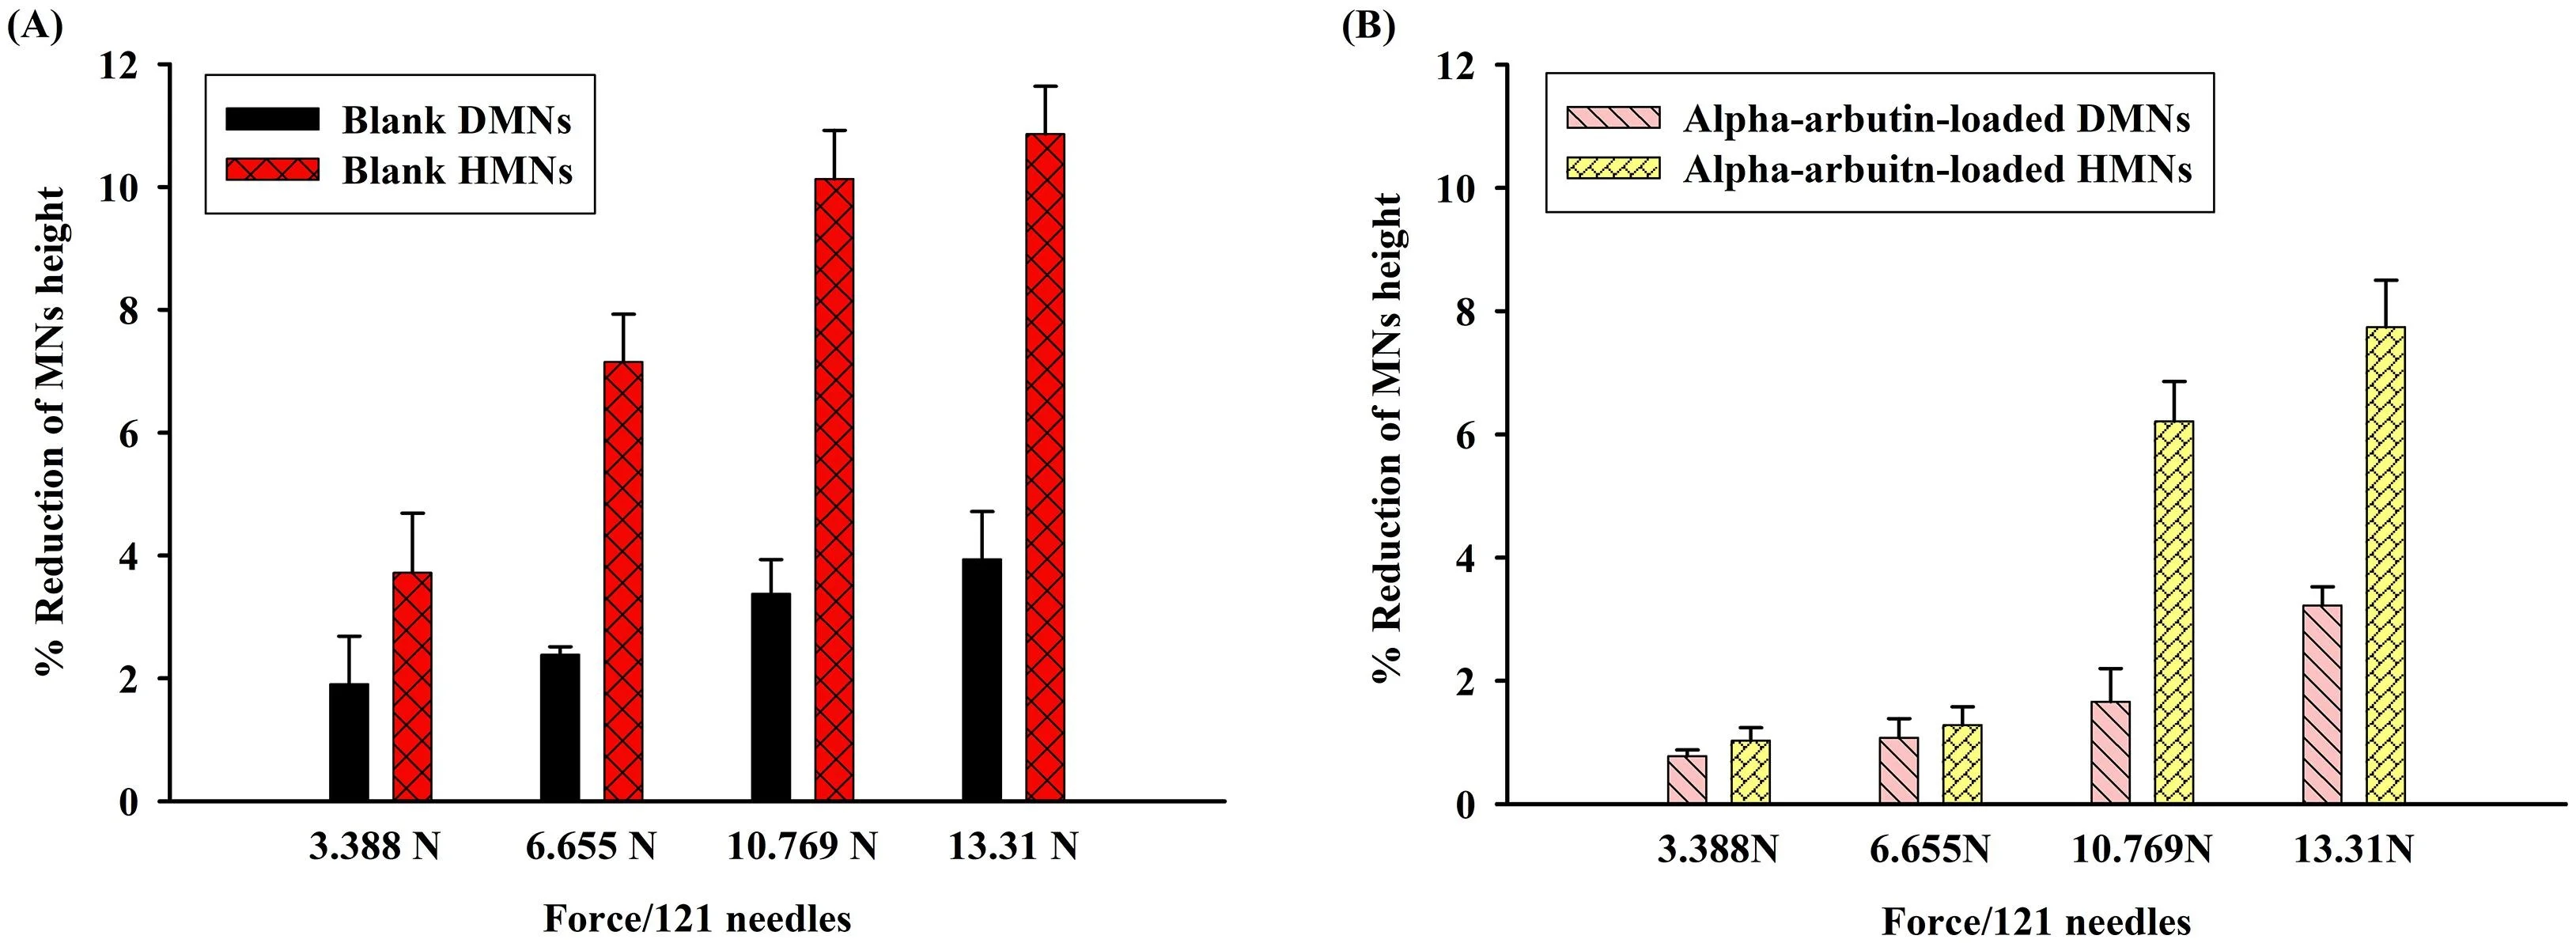 (A)
12
10
8
6
4
2
0
% Reduction of MNs height
Blank DMNs
Blank HMNs
3.388 N 6.655 N 10.769 N 13.31 N
Force/121 needles
(B)
12
10
8
6
4
2
0
% Reduction of MNs height
Alpha-arbutin-loaded DMNs
Alpha-arbuitn-loaded HMNs
3.388N 6.655N 10.769N 13.31N
Force/121 needles